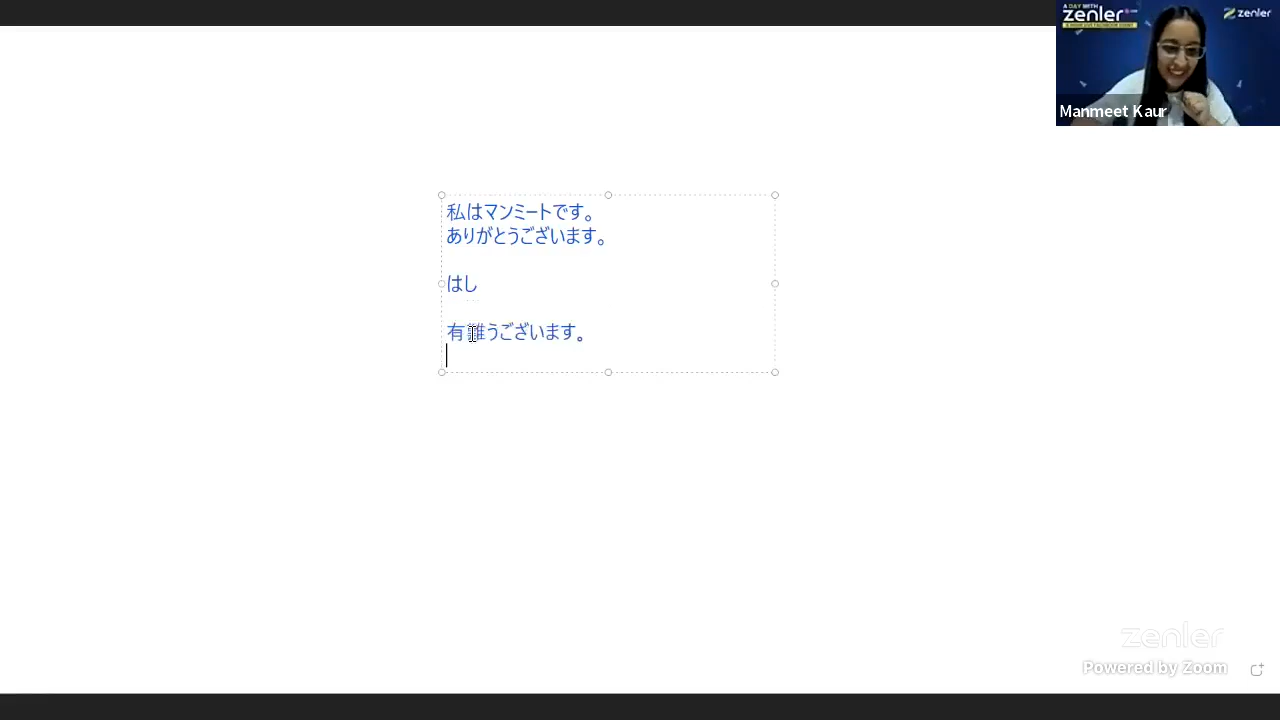 A DAY WITH
zenler
zenler
Manmeet Kaur
私はマンミートです。
ありがとうございます。
はし
有難うございます。
zenler
Powered by Zoom